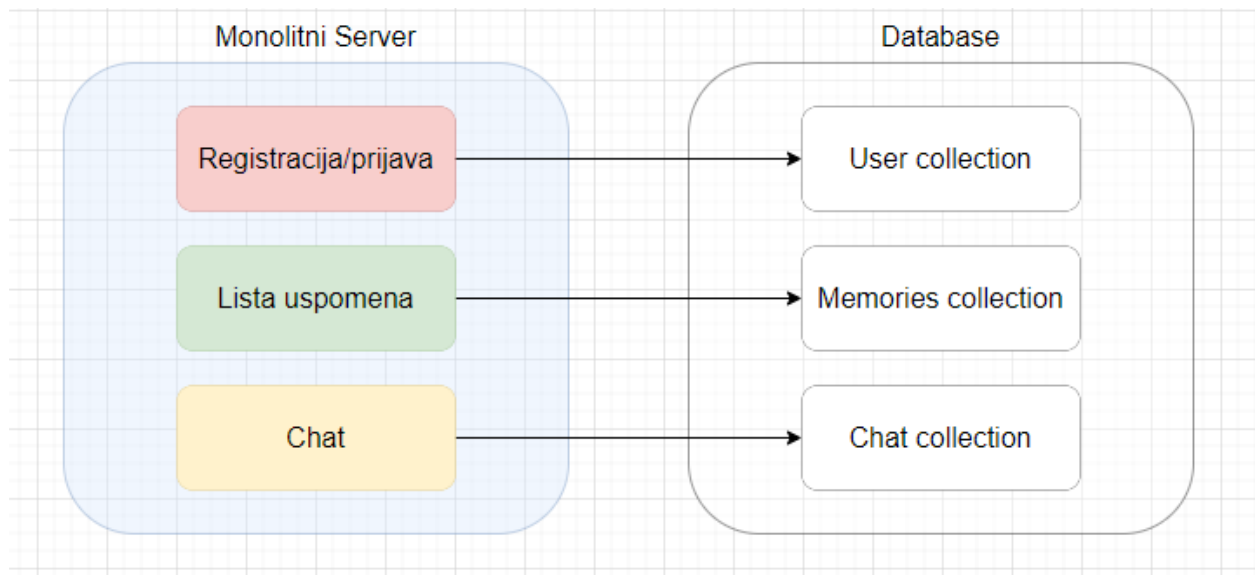 Monolitni Server
Database
Registracija/prijava
User collection
Lista uspomena
Memories collection
Chat
Chat collection